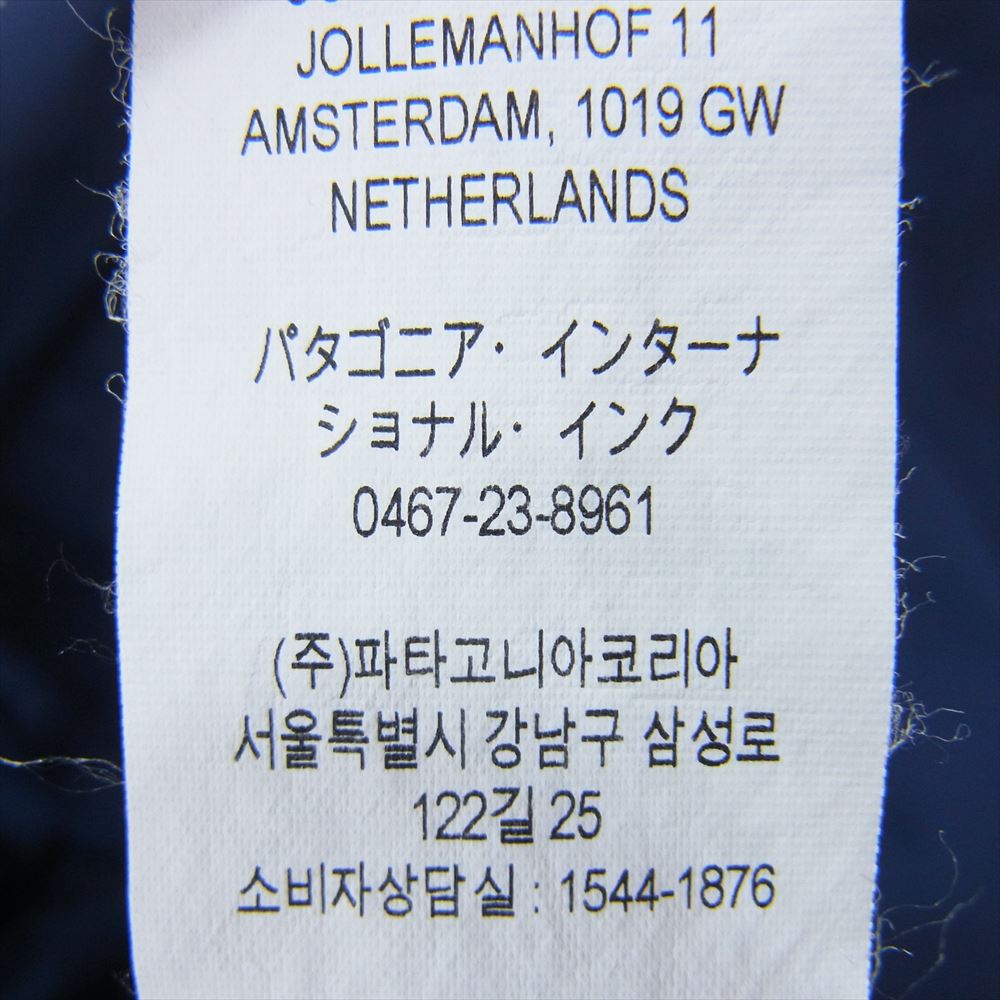 JOLLEMANHOF 11
AMSTERDAM, 1019 GW
NETHERLANDS
パタゴニア・インターナ
ショナル・インク
0467-23-8961
(주)파타고니아코리아
서울특별시 강남구 삼성로
122길 25
소비자상담실 : 1544-1876